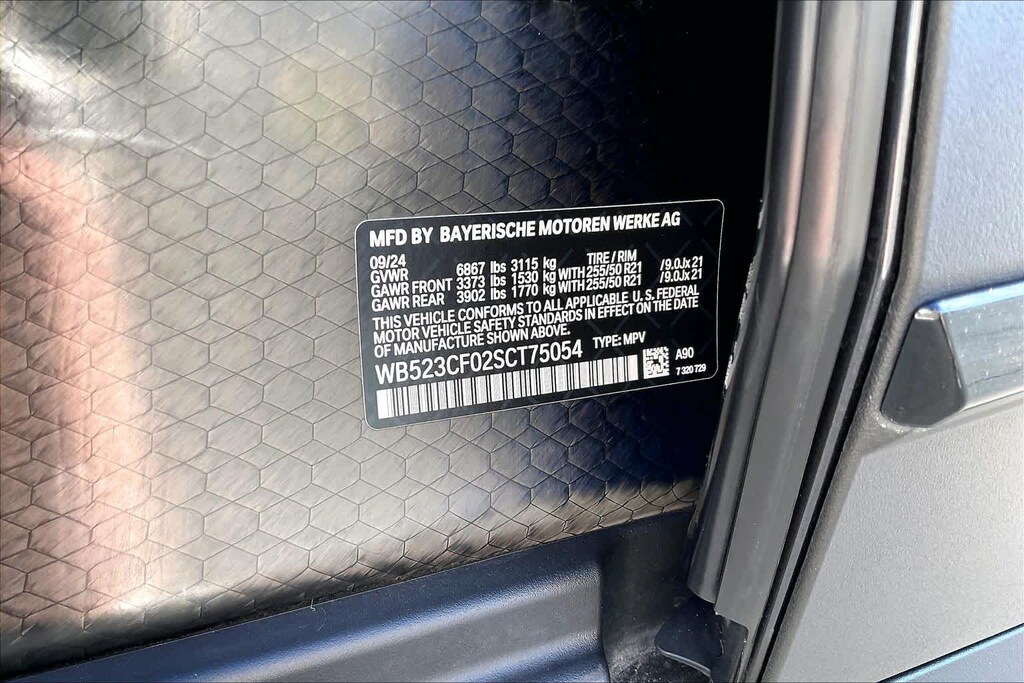 MFD BY BAYERISCHE MOTOREN WERKE AG
09/24 TIRE / RIM
GVWR 6867 lbs 3115 kg
GAWR FRONT 3373 lbs 1530 kg WITH 255/50 R21 /9.0Jx21
GAWR REAR 3902 lbs 1770 kg WITH 255/50 R21 /9.0Jx21
THIS VEHICLE CONFORMS TO ALL APPLICABLE U.S. FEDERAL
MOTOR VEHICLE SAFETY STANDARDS IN EFFECT ON THE DATE
OF MANUFACTURE SHOWN ABOVE.
WB523CF02SCT75054 TYPE: MPV
A90
7 320 729